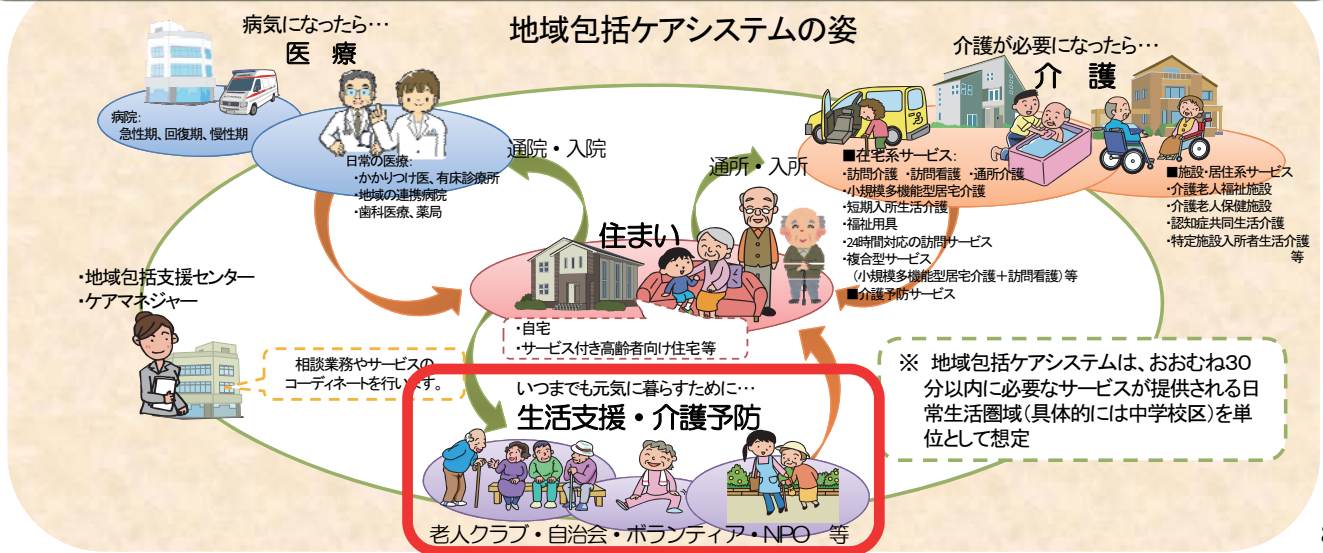 地域包括ケアシステムの姿
病気になったら…
医 療
病院:
急性期、回復期、慢性期
日常の医療:
・かかりつけ医、有床診療所
・地域の連携病院
・歯科医療、薬局
通院・入院
通所・入所
介護が必要になったら…
介 護
■在宅系サービス:
・訪問介護 ・訪問看護 ・通所介護
・小規模多機能型居宅介護
・短期入所生活介護
・福祉用具
・24時間対応の訪問サービス
・複合型サービス
(小規模多機能型居宅介護+訪問看護)等
■介護予防サービス
■施設・居住系サービス
・介護老人福祉施設
・介護老人保健施設
・認知症共同生活介護
・特定施設入所者生活介護
等
住まい
・自宅
・サービス付き高齢者向け住宅等
・地域包括支援センター
・ケアマネジャー
相談業務やサービスの
コーディネートを行います。
いつまでも元気に暮らすために…
生活支援・介護予防
老人クラブ・自治会・ボランティア・NPO 等
※ 地域包括ケアシステムは、おおむね30
分以内に必要なサービスが提供される日
常生活圏域(具体的には中学校区)を単
位として想定